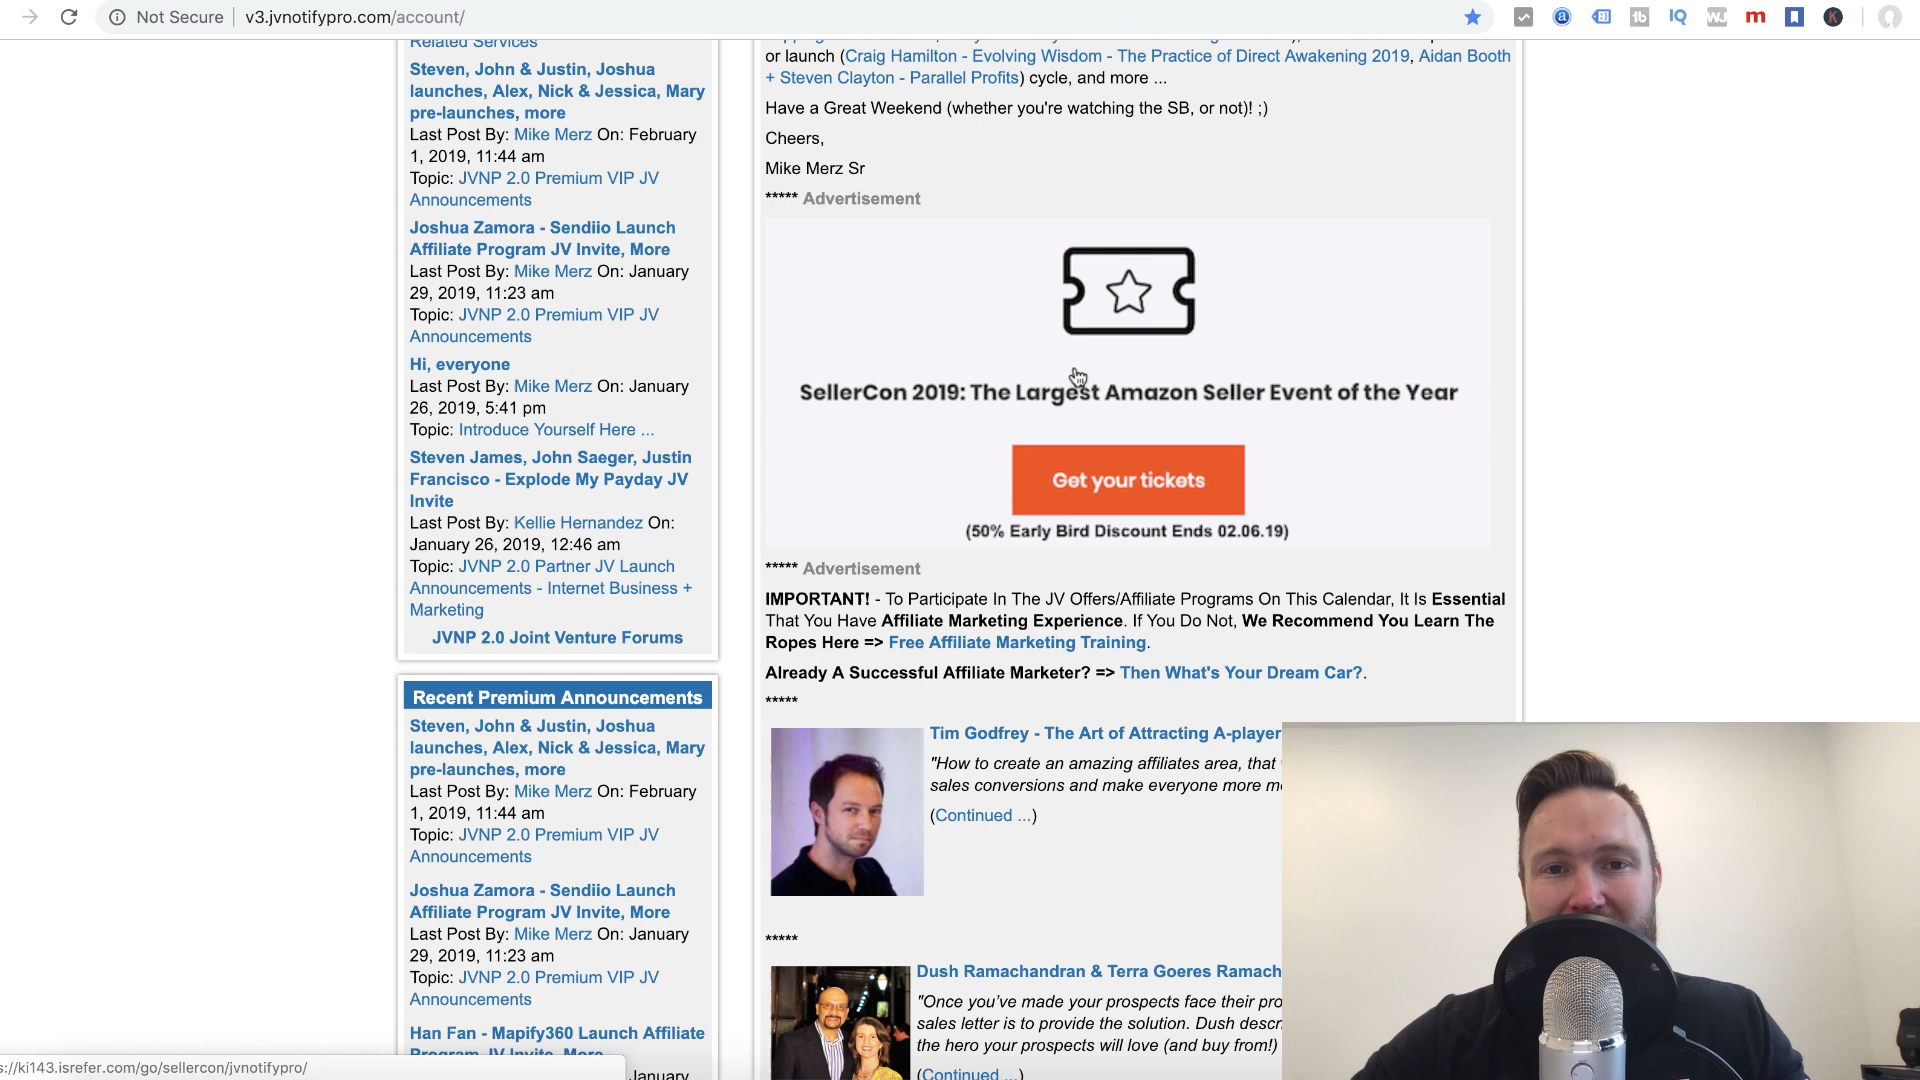 Not Secure
v3.jvnotifypro.com/account/
Related Services
Steven, John & Justin, Joshua
launches, Alex, Nick & Jessica, Mary
pre-launches, more
Last Post By: Mike Merz On: February
1, 2019, 11:44 am
Topic: JVNP 2.0 Premium VIP JV
Announcements
Joshua Zamora - Sendiio Launch
Affiliate Program JV Invite, More
Last Post By: Mike Merz On: January
29, 2019, 11:23 am
Topic: JVNP 2.0 Premium VIP JV
Announcements
Hi, everyone
Last Post By: Mike Merz On: January
26, 2019, 5:41 pm
Topic: Introduce Yourself Here ...
Steven James, John Saeger, Justin
Francisco - Explode My Payday JV
Invite
Last Post By: Kellie Hernandez On:
January 26, 2019, 12:46 am
Topic: JVNP 2.0 Partner JV Launch
Announcements - Internet Business +
Marketing
JVNP 2.0 Joint Venture Forums
Recent Premium Announcements
Steven, John & Justin, Joshua
launches, Alex, Nick & Jessica, Mary
pre-launches, more
Last Post By: Mike Merz On: February
1, 2019, 11:44 am
Topic: JVNP 2.0 Premium VIP JV
Announcements
Joshua Zamora - Sendiio Launch
Affiliate Program JV Invite, More
Last Post By: Mike Merz On: January
29, 2019, 11:23 am
Topic: JVNP 2.0 Premium VIP JV
Announcements
Han Fan - Mapify360 Launch Affiliate
Program JV Invite, More
January
s://ki143.isrefer.com/go/sellercon/jvnotifypro/
or launch (Craig Hamilton - Evolving Wisdom - The Practice of Direct Awakening 2019, Aidan Booth
+ Steven Clayton - Parallel Profits) cycle, and more ...
Have a Great Weekend (whether you're watching the SB, or not)! ;)
Cheers,
Mike Merz Sr
***** Advertisement
SellerCon 2019: The Largest Amazon Seller Event of the Year
Get your tickets
(50% Early Bird Discount Ends 02.06.19)
***** Advertisement
IMPORTANT! - To Participate In The JV Offers/Affiliate Programs On This Calendar, It Is Essential
That You Have Affiliate Marketing Experience. If You Do Not, We Recommend You Learn The
Ropes Here => Free Affiliate Marketing Training.
Already A Successful Affiliate Marketer? => Then What's Your Dream Car?.
*****
Tim Godfrey - The Art of Attracting A-player
"How to create an amazing affiliates area, that
sales conversions and make everyone more
(Continued ...)
*****
Dush Ramachandran & Terra Goeres Ramach
"Once you've made your prospects face their pro
sales letter is to provide the solution. Dush descr
the hero your prospects will love (and buy from!)
(Continued ...)